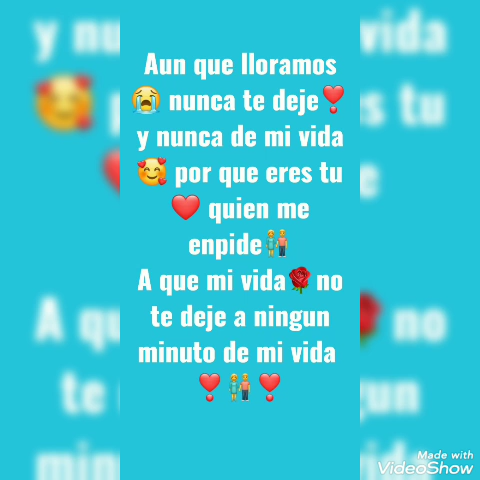 Aun que lloramos
😭 nunca te deje❣️
y nunca de mi vida
🥰 por que eres tu
❤️ quien me
enpide👫
A que mi vida🌹no
te deje a ningun
minuto de mi vida
❣️👫❣️
Made with
VideoShow